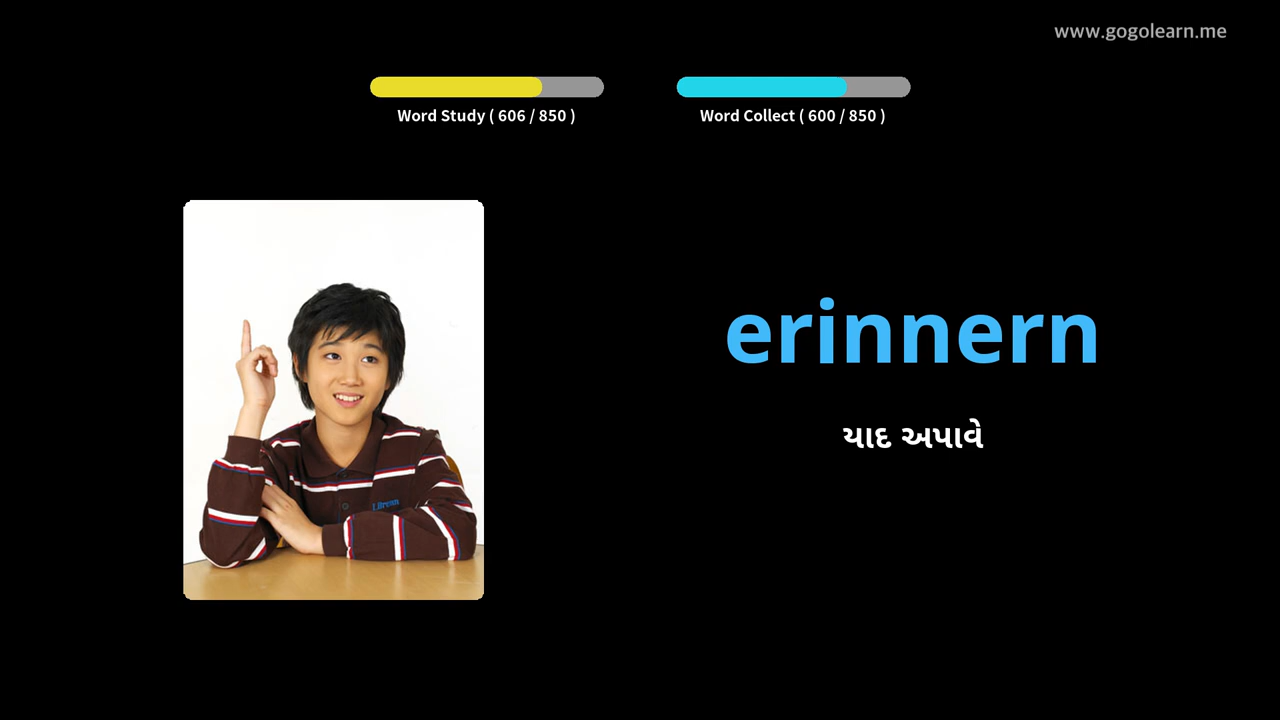 www.gogolearn.me
Word Study ( 606 / 850 )
Word Collect ( 600 / 850 )
erinnern
યાદ અપાવે